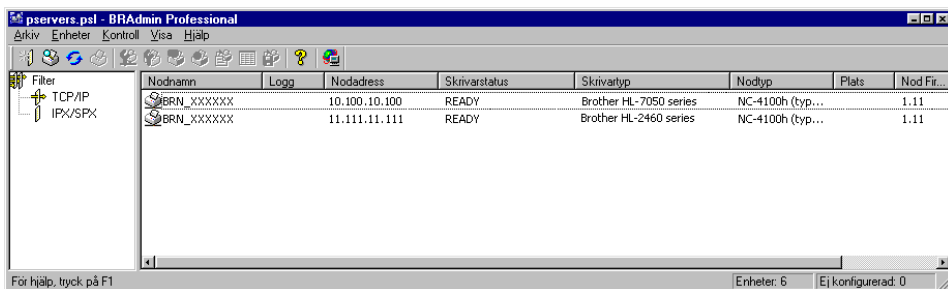 pservers.psl - BRAdmin Professional
Arkiv Enheter Kontroll Visa Hjälp
Filter
TCP/IP
IPX/SPX
Nodnamn Logg Nodadress Skrivarstatus Skrivartyp Nodtyp Plats Nod Fir...
BRN_XXXXXX 10.100.10.100 READY Brother HL-7050 series NC-4100h (typ... 1.11
BRN_XXXXXX 11.111.11.111 READY Brother HL-2460 series NC-4100h (typ... 1.11
För hjälp, tryck på F1
Enheter: 6 Ej konfigurerad: 0